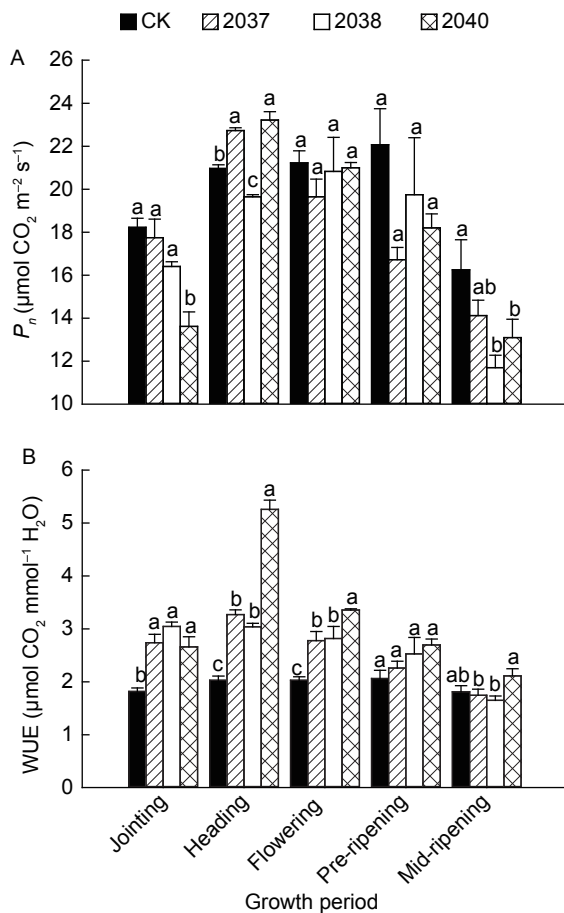 CK 2037 2038 2040
A
26
24
22
20
18
16
14
12
10
Pn (µmol CO2 m−2 s−1)
a a a b
b a c a
a a a a
a a a a
a ab b b
B
6
5
4
3
2
1
0
WUE (µmol CO2 mmol−1 H2O)
b a a a
c b b a
c b b a
a a a a
ab b b a
Jointing Heading Flowering Pre-ripening Mid-ripening
Growth period